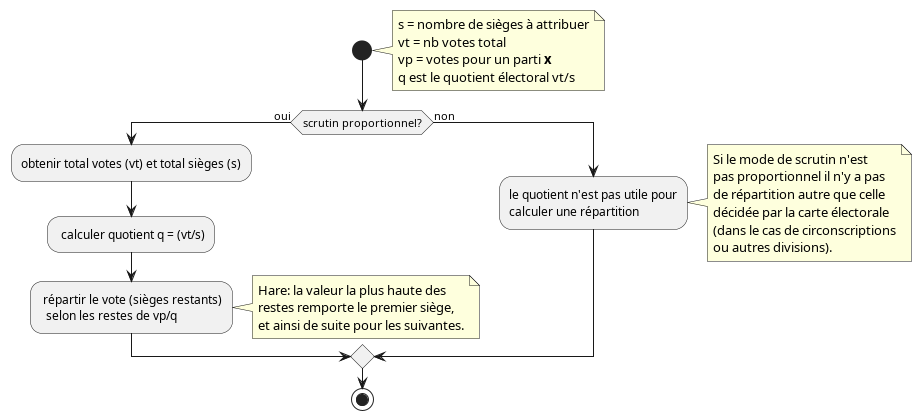 s = nombre de sièges à attribuer
vt = nb votes total
vp = votes pour un parti x
q est le quotient électoral vt/s
scrutin proportionnel?
oui
non
obtenir total votes (vt) et total sièges (s)
calculer quotient q = (vt/s)
répartir le vote (sièges restants)
selon les restes de vp/q
Hare: la valeur la plus haute des
restes remporte le premier siège,
et ainsi de suite pour les suivantes.
le quotient n'est pas utile pour
calculer une répartition
Si le mode de scrutin n'est
pas proportionnel il n'y a pas
de répartition autre que celle
décidée par la carte électorale
(dans le cas de circonscriptions
ou autres divisions).